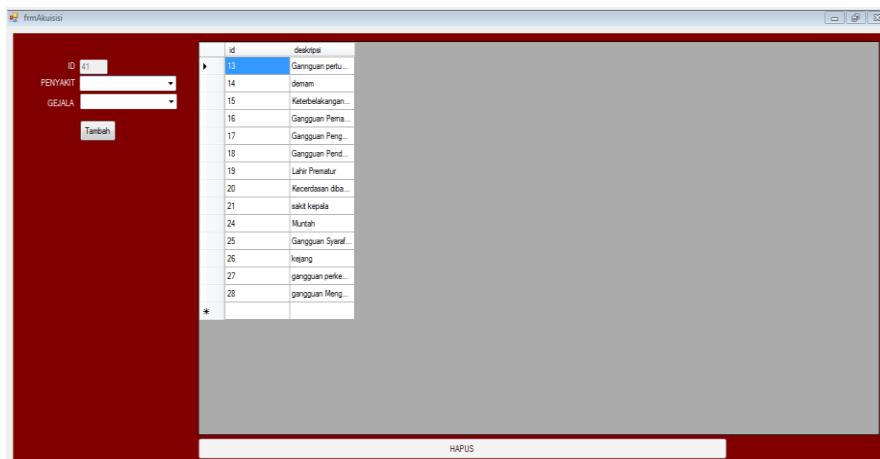 frmAkuisisi
ID 41
PENYAKIT
GEJALA
Tambah
id deskripsi
13 Gannguan pertu...
14 demam
15 Keterbelakangan...
16 Gangguan Pema...
17 Gangguan Peng...
18 Gangguan Pend...
19 Lahir Prematur
20 Kecerdasan diba...
21 sakit kepala
24 Muntah
25 Gangguan Syaraf...
26 kejang
27 gangguan perke...
28 gangguan Meng...
HAPUS